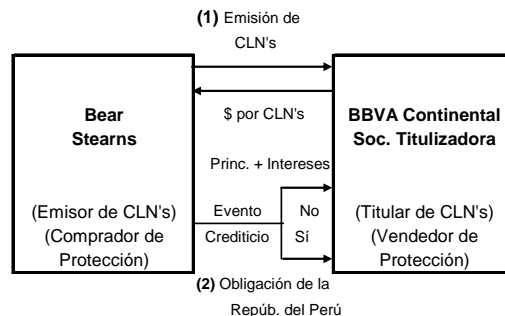 (1) Emisión de
CLN's
Bear
Stearns
$ por CLN's
BBVA Continental
Soc. Titulizadora
Princ. + Intereses
(Emisor de CLN's)
(Comprador de
Protección)
Evento
Crediticio
No
Sí
(Titular de CLN's)
(Vendedor de
Protección)
(2) Obligación de la
Repúb. del Perú